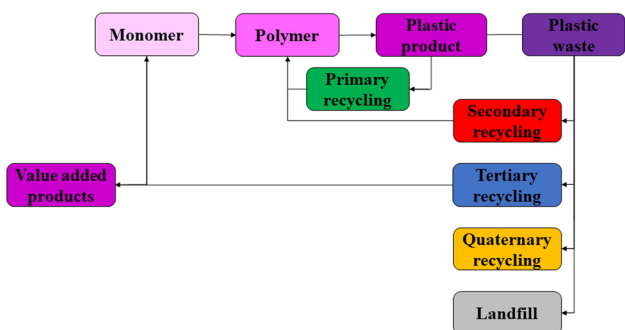 Monomer
Polymer
Plastic
product
Plastic
waste
Primary
recycling
Secondary
recycling
Value added
products
Tertiary
recycling
Quaternary
recycling
Landfill